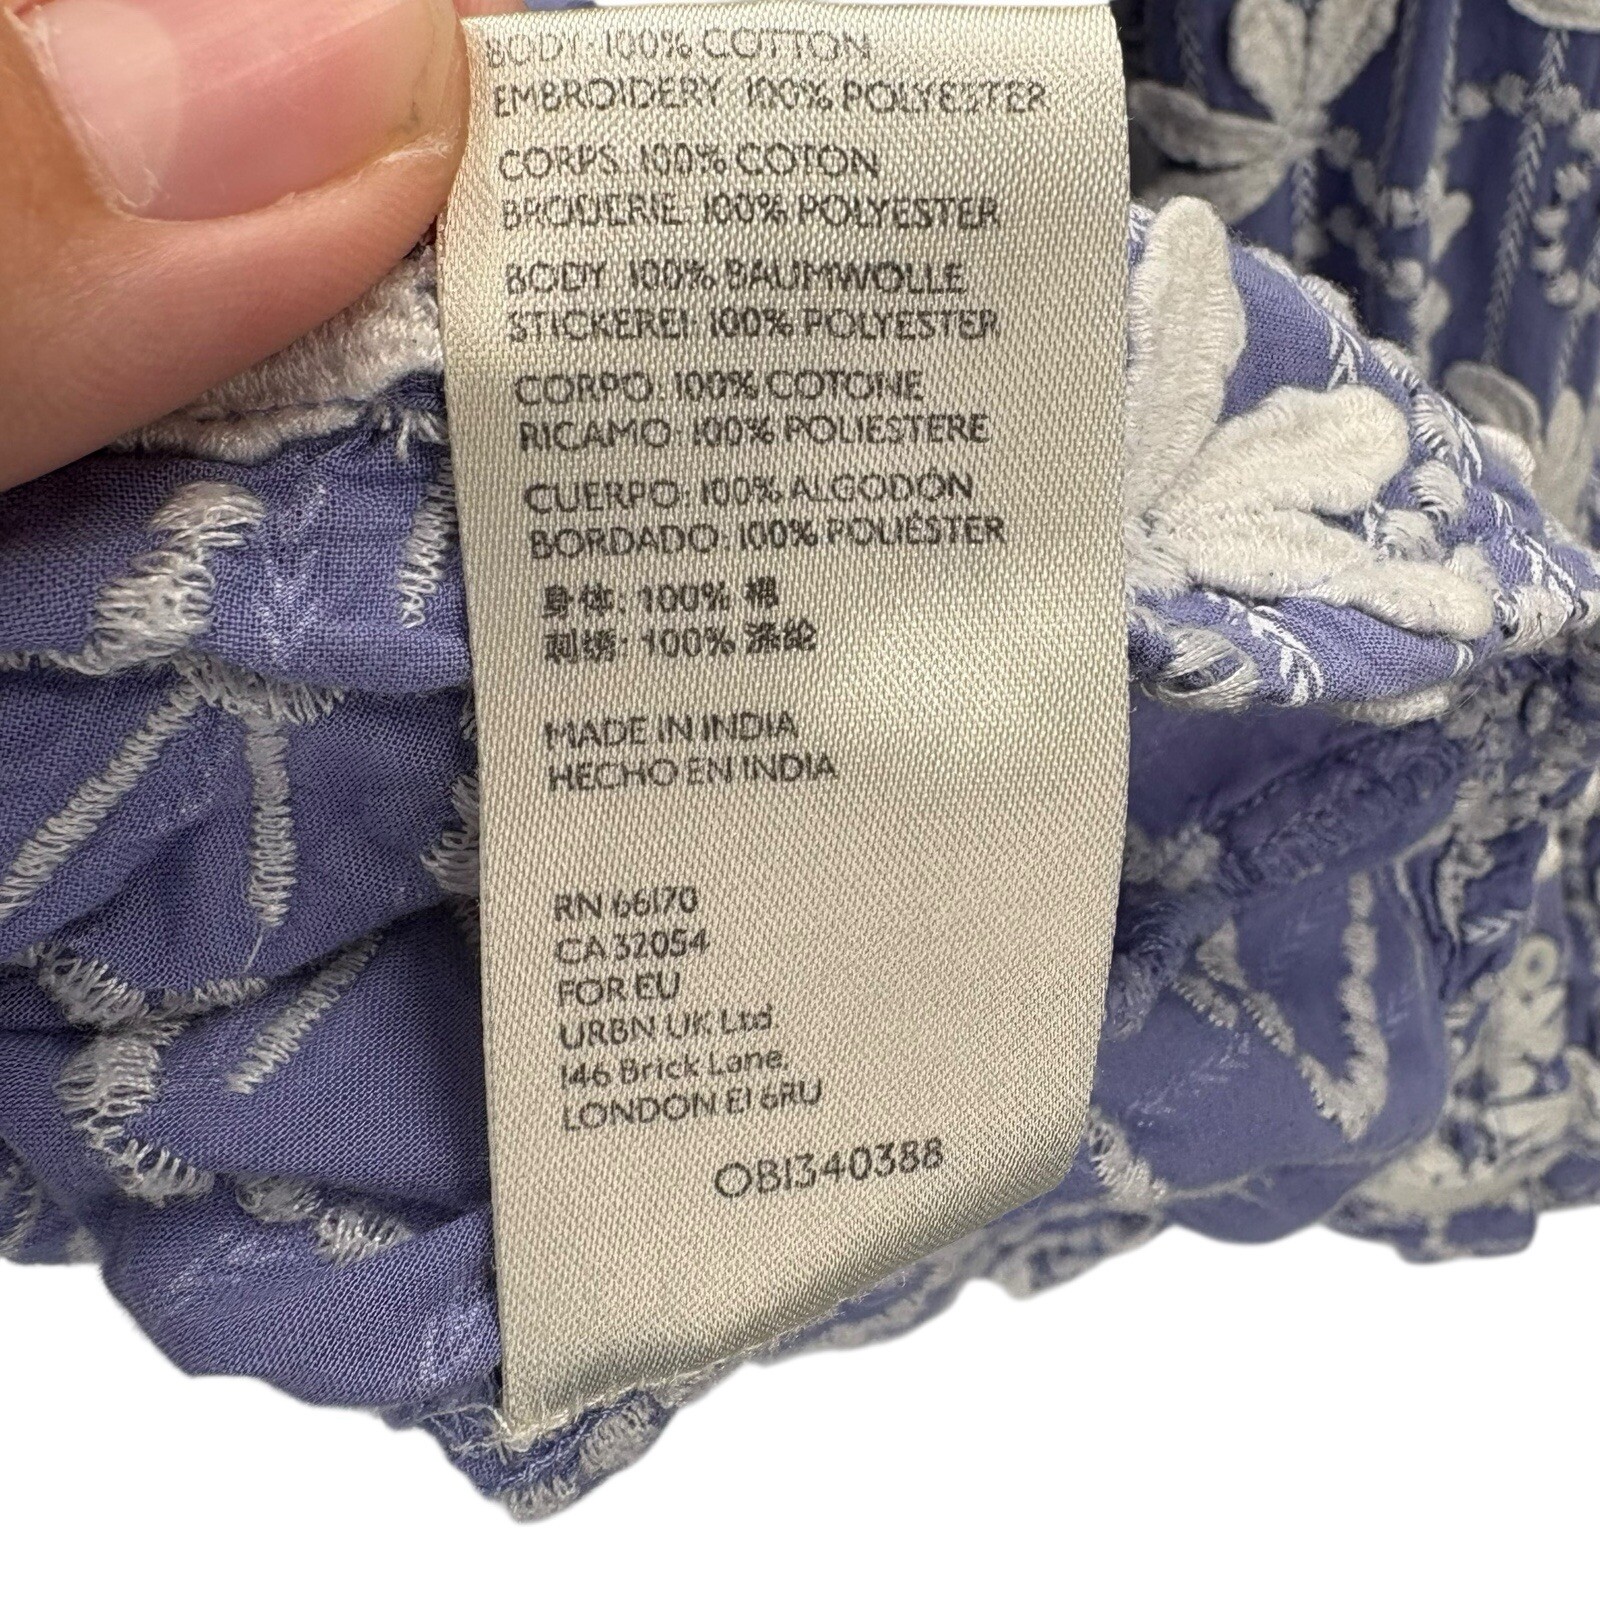 BODY: 100% COTTON
EMBROIDERY: 100% POLYESTER
CORPS: 100% COTON
BRODERIE: 100% POLYESTER
BODY: 100% BAUMWOLLE
STICKEREI: 100% POLYESTER
CORPO: 100% COTONE
RICAMO: 100% POLIESTERE
CUERPO: 100% ALGODÓN
BORDADO: 100% POLIÉSTER
身体: 100% 棉
刺绣: 100% 涤纶
MADE IN INDIA
HECHO EN INDIA
RN 66170
CA 32054
FOR EU
URBN UK Ltd.
146 Brick Lane,
LONDON E1 6RU
OB1340388